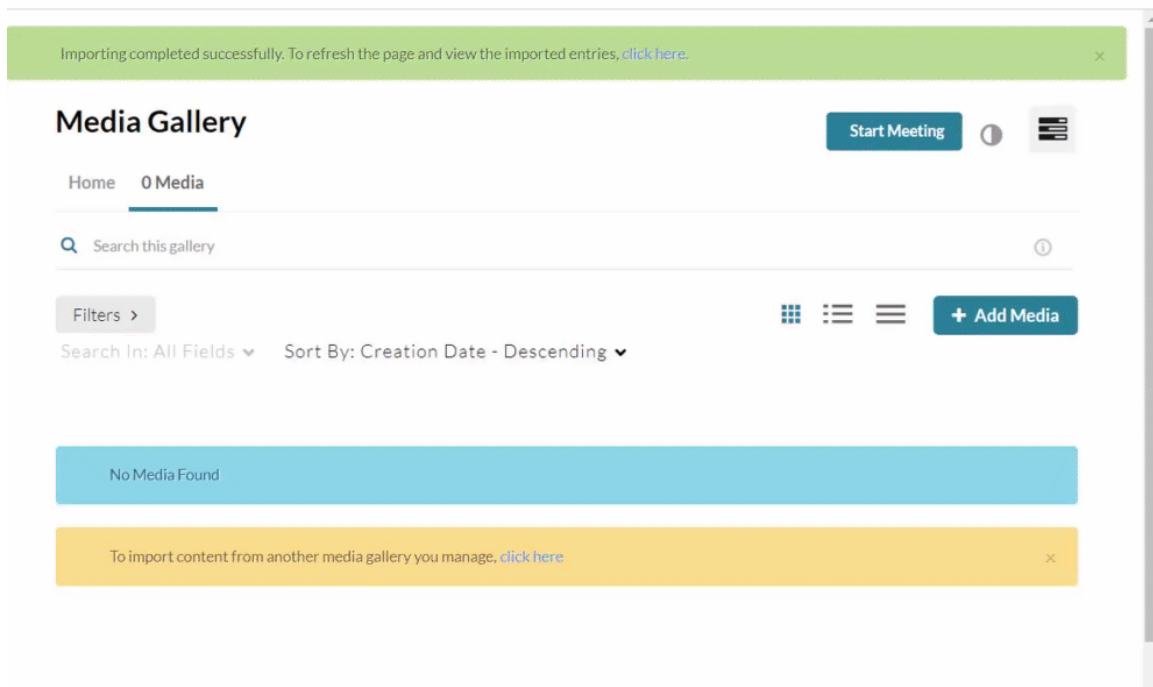 Importing completed successfully. To refresh the page and view the imported entries, click here.
Media Gallery
Start Meeting
Home 0 Media
Search this gallery
Filters
+ Add Media
Search In: All Fields Sort By: Creation Date - Descending
No Media Found
To import content from another media gallery you manage, click here